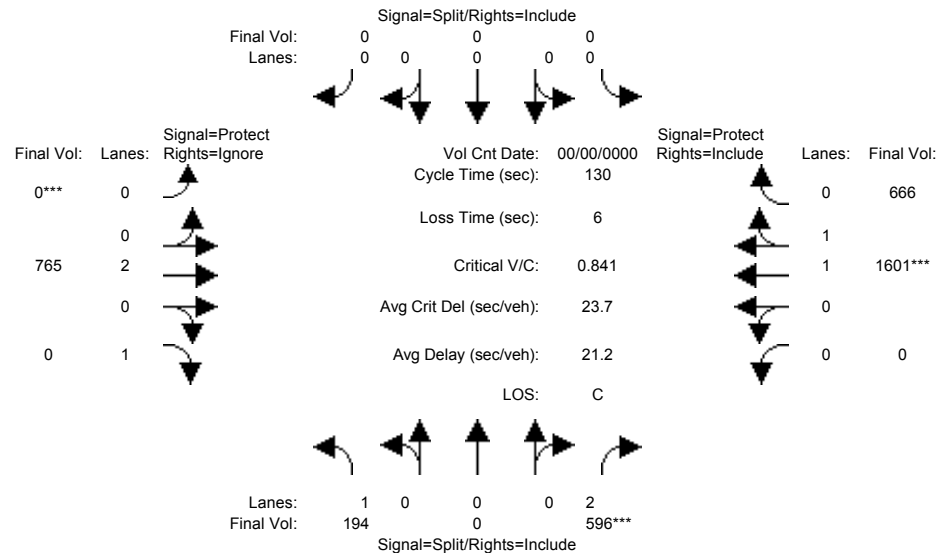 Signal=Split/Rights=Include
Final Vol: 0 0 0
Lanes: 0 0 0 0 0
Signal=Protect Signal=Protect
Final Vol: Lanes: Rights=Ignore Vol Cnt Date: 00/00/0000 Rights=Include Lanes: Final Vol:
Cycle Time (sec): 130
0*** 0 0 666
Loss Time (sec): 6
0 1
765 2 Critical V/C: 0.841 1 1601***
0 Avg Crit Del (sec/veh): 23.7 0
0 1 Avg Delay (sec/veh): 21.2 0 0
LOS: C
Lanes: 1 0 0 0 2
Final Vol: 194 0 596***
Signal=Split/Rights=Include